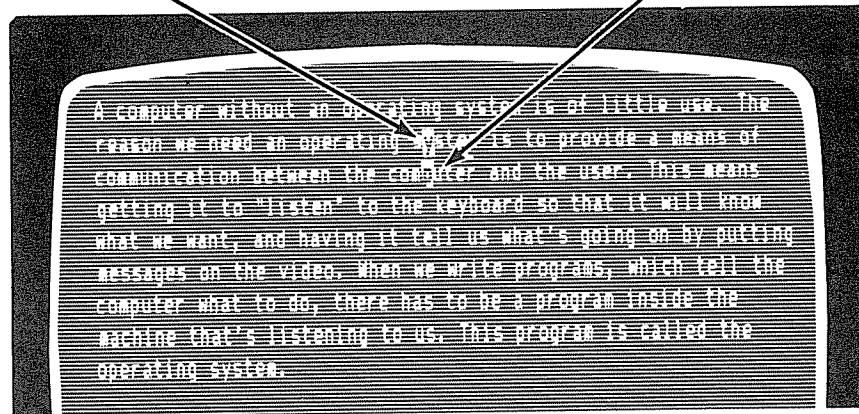 A computer without an operating system is of little use. The
reason we need an operating system is to provide a means of
communication between the computer and the user. This means
getting it to "listen" to the keyboard so that it will know
what we want, and having it tell us what's going on by putting
messages on the video. When we write programs, which tell the
computer what to do, there has to be a program inside the
machine that's listening to us. This program is called the
operating system.